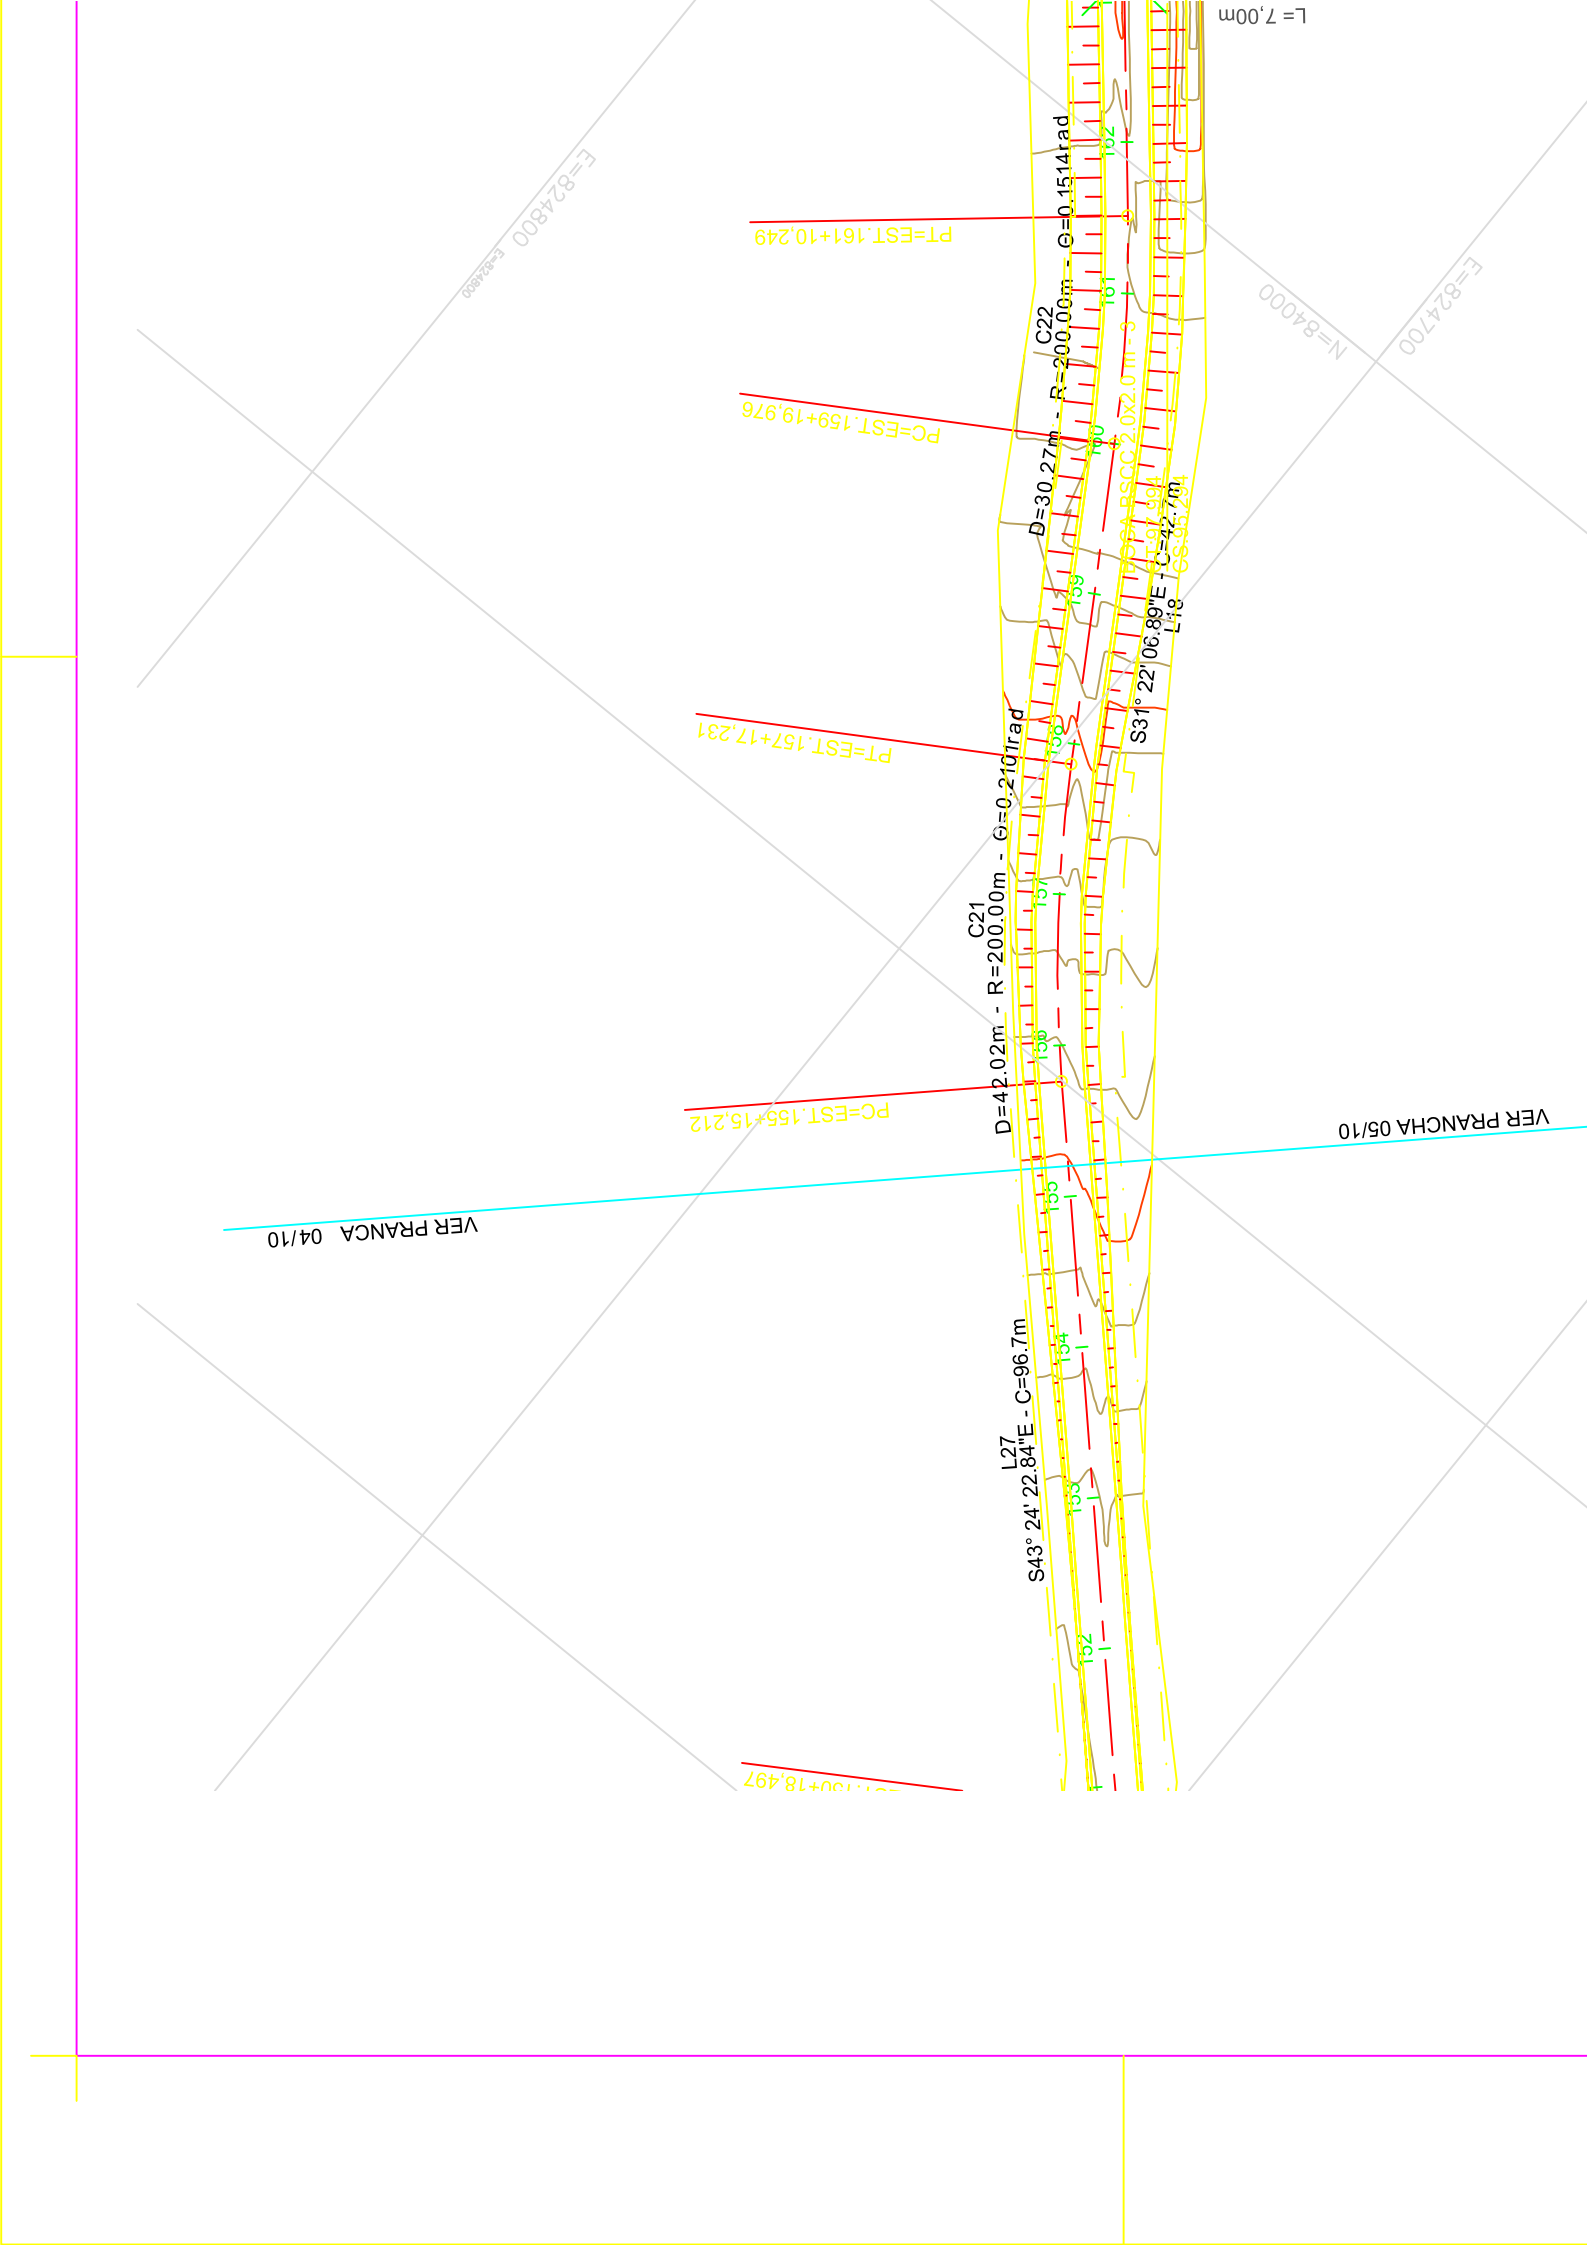 L= 7,00m
162
E=824800
E=824800
PT=EST.161+10,249
D=30.27m - R=200.00m - Θ=0.1514rad
C22
161
N=84000
E=824700
PC=EST.159+19,976
160
CS:95,294
S31° 22' 06.89"E - C=42.7m
L18
159
PT=EST.157+17,231
158
D=42.02m - R=200.00m - Θ=0.2101rad
C21
157
156
PC=EST.155+15,212
VER PRANCHA 05/10
VER PRANCA 04/10
155
154
L27
S43° 24' 22.84"E - C=96.7m
153
152